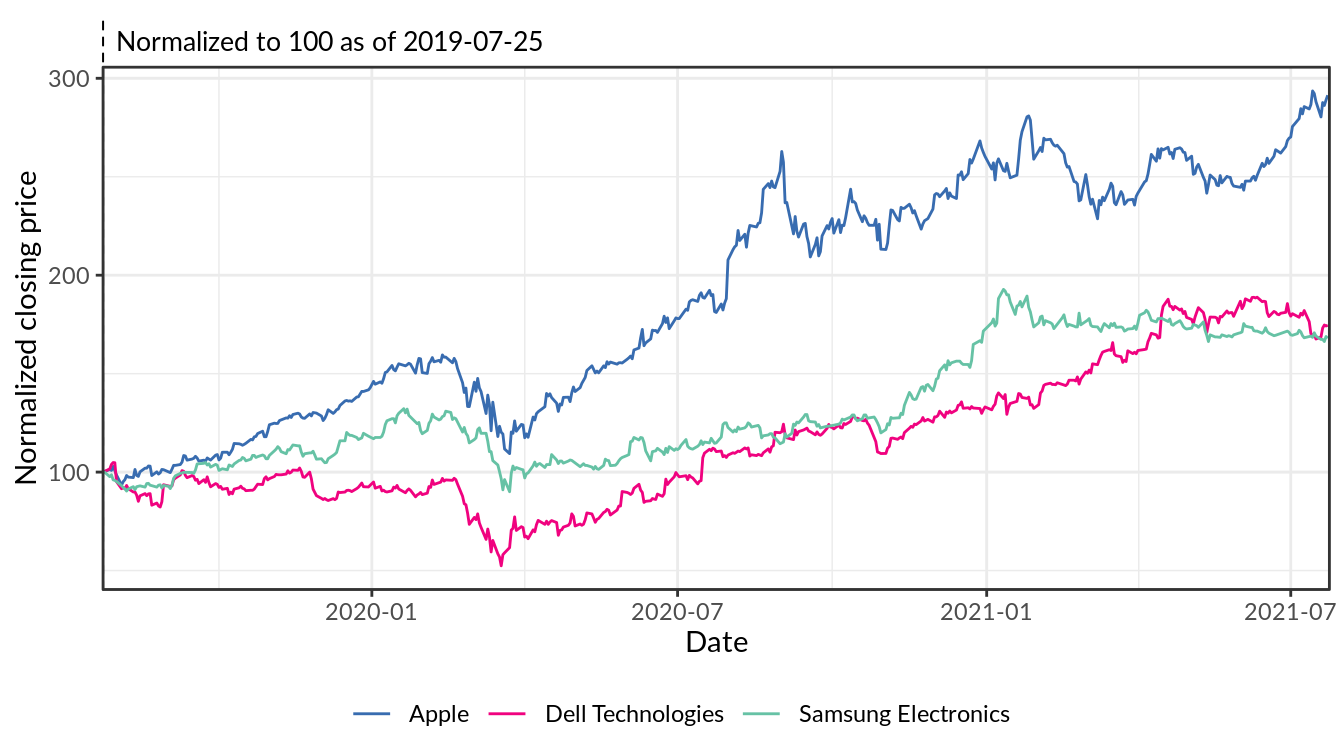 Normalized to 100 as of 2019-07-25
300
200
100
Normalized closing price
2020-01
2020-07
2021-01
2021-07
Date
Apple
Dell Technologies
Samsung Electronics